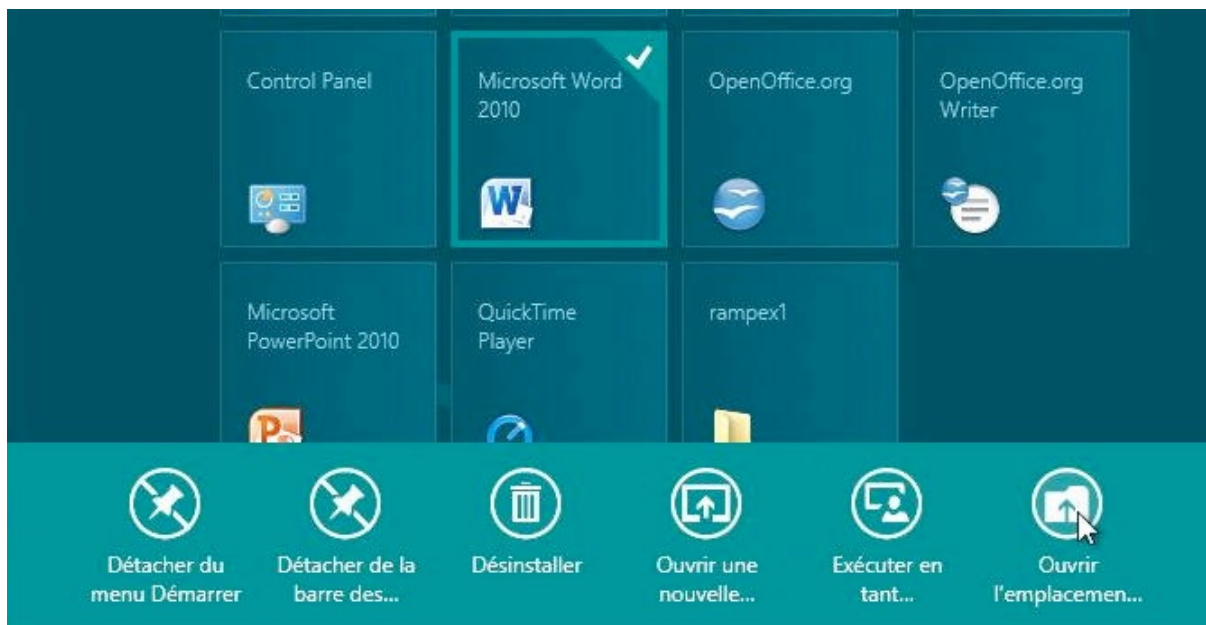 Control Panel
Microsoft Word
2010
OpenOffice.org
OpenOffice.org
Writer
Microsoft
PowerPoint 2010
QuickTime
Player
rampex1
Détacher du
menu Démarrer
Détacher de la
barre des...
Désinstaller
Ouvrir une
nouvelle...
Exécuter en
tant...
Ouvrir
l'emplacemen...